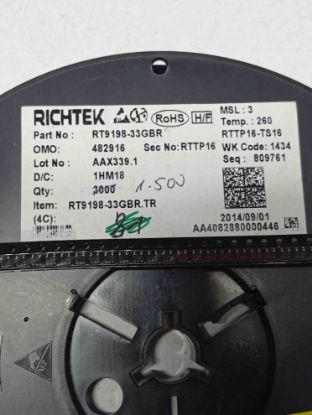 RICHTEK RoHS H/F MSL : 3
Temp. : 260
Part No : RT9198-33GBR RTTP16-TS16
OMO: 482916 Sec No: RTTP16 WK Code: 1434
Lot No : AAX339.1 Seq : 809761
D/C: 1HM18
Qty: 3000 1.500
Item: RT9198-33GBR.TR
(4C): 2014/09/01
AA4082880000446